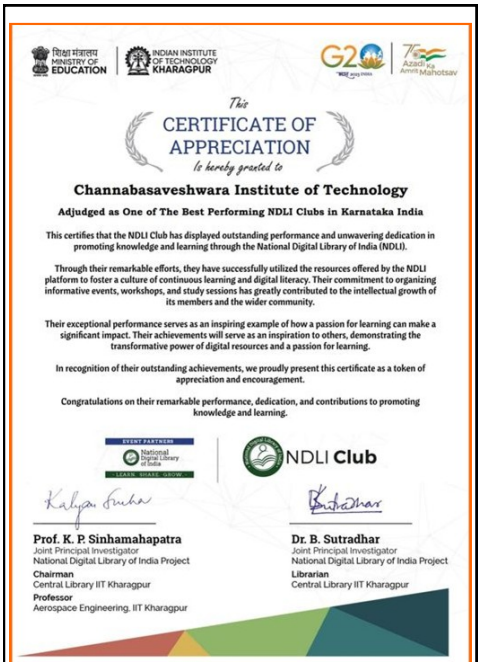 शिक्षा मंत्रालय
MINISTRY OF
EDUCATION
INDIAN INSTITUTE
OF TECHNOLOGY
KHARAGPUR
G20
75
Azadi Ka
Amrit Mahotsav
This
CERTIFICATE OF
APPRECIATION
Is hereby granted to
Channabasaveshwara Institute of Technology
Adjudged as One of The Best Performing NDLI Clubs in Karnataka India
This certifies that the NDLI Club has displayed outstanding performance and unwavering dedication in
promoting knowledge and learning through the National Digital Library of India (NDLI).
Through their remarkable efforts, they have successfully utilized the resources offered by the NDLI
platform to foster a culture of continuous learning and digital literacy. Their commitment to organizing
informative events, workshops, and study sessions has greatly contributed to the intellectual growth of
its members and the wider community.
Their exceptional performance serves as an inspiring example of how a passion for learning can make a
significant impact. Their achievements will serve as an inspiration to others, demonstrating the
transformative power of digital resources and a passion for learning.
In recognition of their outstanding achievements, we proudly present this certificate as a token of
appreciation and encouragement.
Congratulations on their remarkable performance, dedication, and contributions to promoting
knowledge and learning.
EVENT PARTNERS
National
Digital Library
of India
LEARN. SHARE. GROW.
NDLI Club
Prof. K. P. Sinhamahapatra
Joint Principal Investigator
National Digital Library of India Project
Chairman
Central Library IIT Kharagpur
Professor
Aerospace Engineering, IIT Kharagpur
Dr. B. Sutradhar
Joint Principal Investigator
National Digital Library of India Project
Librarian
Central Library IIT Kharagpur